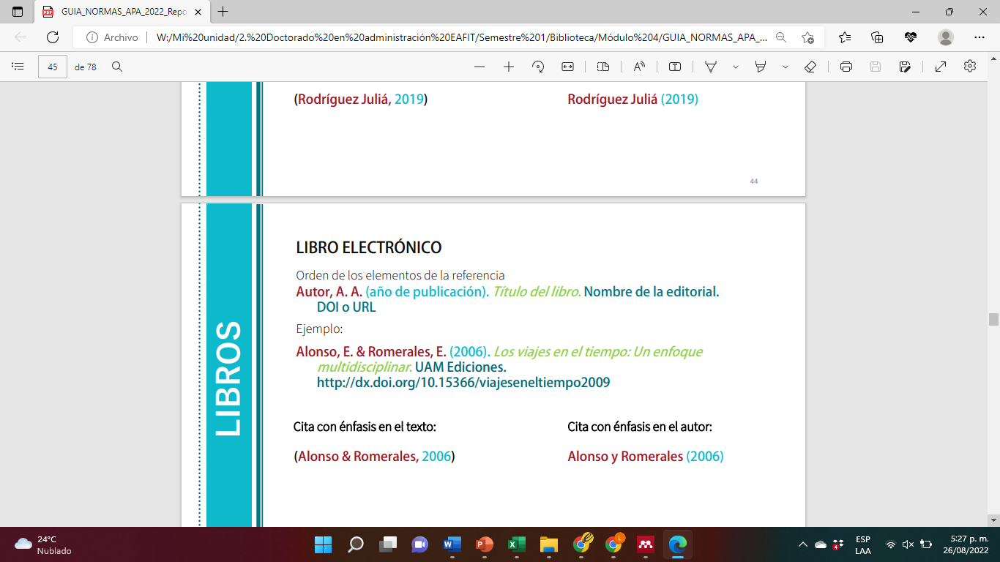 GUIA_NORMAS_APA_2022_Repo
Archivo
W:/Mi%20unidad/2.%20Doctorado%20en%20administración%20EAFIT/Semestre%201/Biblioteca/Módulo%204/GUIA_NORMAS_APA_...
45
de 78
(Rodríguez Juliá, 2019)
Rodríguez Juliá (2019)
44
LIBROS
LIBRO ELECTRÓNICO
Orden de los elementos de la referencia
Autor, A. A. (año de publicación). Título del libro. Nombre de la editorial.
DOI o URL
Ejemplo:
Alonso, E. & Romerales, E. (2006). Los viajes en el tiempo: Un enfoque
multidisciplinar. UAM Ediciones.
http://dx.doi.org/10.15366/viajeseneltiempo2009
Cita con énfasis en el texto:
Cita con énfasis en el autor:
(Alonso & Romerales, 2006)
Alonso y Romerales (2006)
24°C
Nublado
4
ESP
LAA
5:27 p. m.
26/08/2022